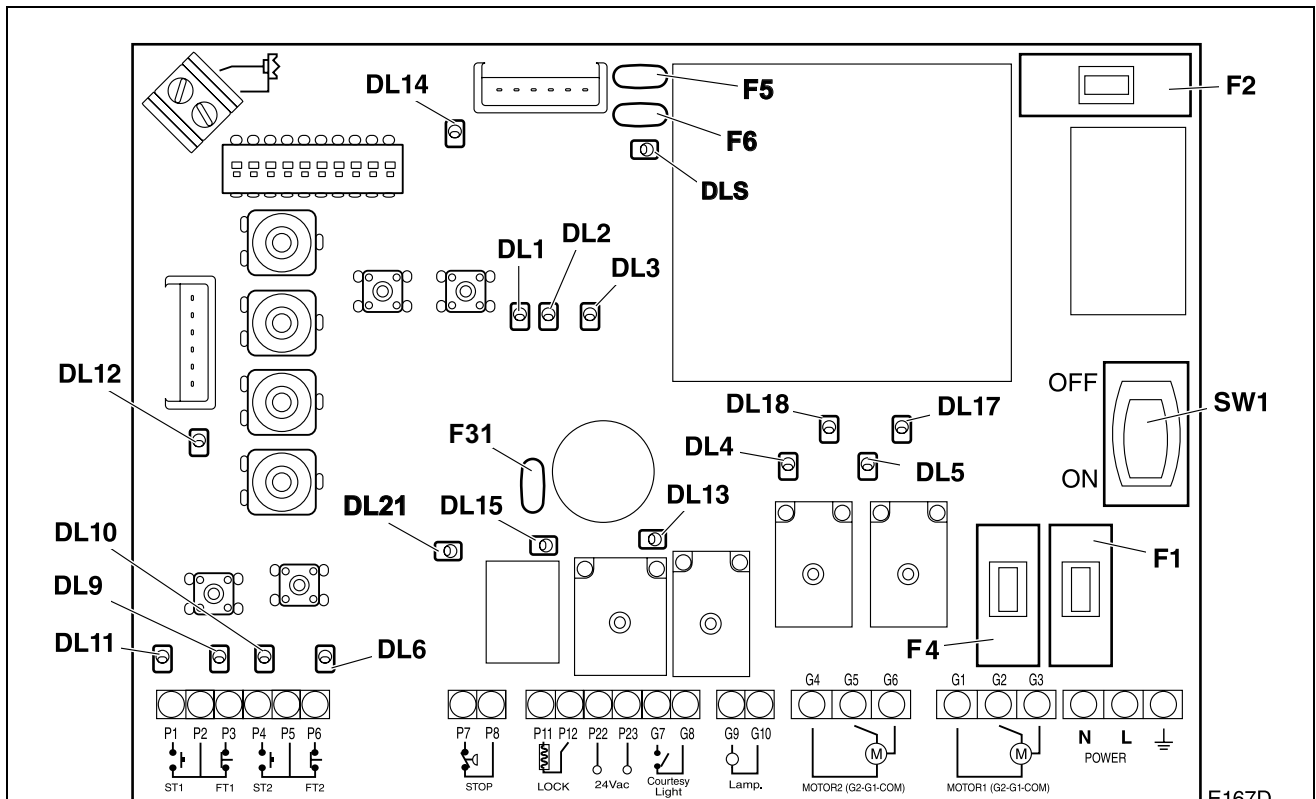 DL14
F5
F2
F6
DLS
DL1
DL2
DL3
DL12
OFF
SW1
ON
DL18
DL17
F31
DL4
DL5
DL21
DL15
DL13
DL10
DL9
DL11
DL6
F4
F1
G4 G5 G6
G1 G2 G3
P1 P2 P3 P4 P5 P6
P7 P8
P11 P12 P22 P23 G7 G8
G9 G10
N L
POWER
M
M
ST1 FT1 ST2 FT2
STOP
LOCK
24Vac
Courtesy
Light
Lamp.
MOTOR2 (G2-G1-COM)
MOTOR1 (G2-G1-COM)
F167D